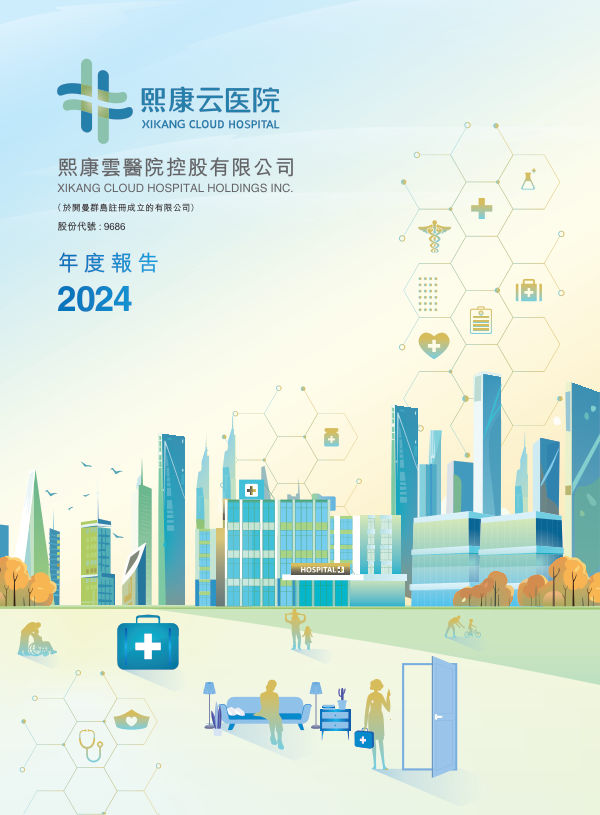 熙康云医院
XIKANG CLOUD HOSPITAL
熙康雲醫院控股有限公司
XIKANG CLOUD HOSPITAL HOLDINGS INC.
(於開曼群島註冊成立的有限公司)
股份代號 : 9686
年度報告
2024
HOSPITAL